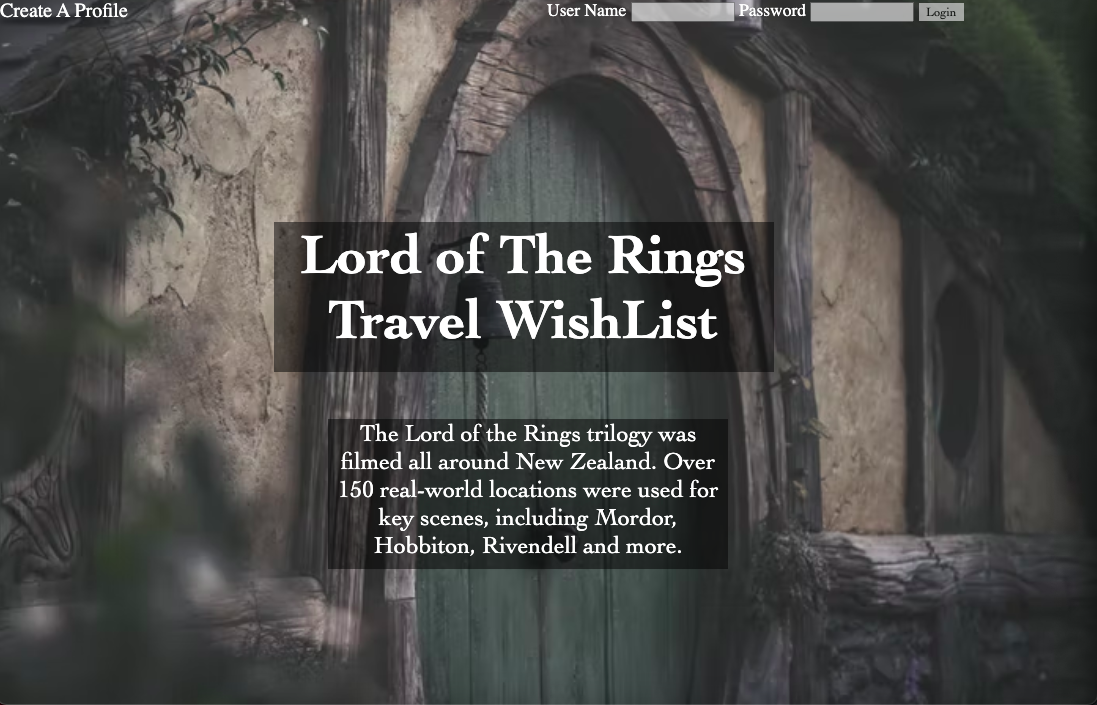 Create A Profile
User Name Password Login
Lord of The Rings
Travel WishList
The Lord of the Rings trilogy was
filmed all around New Zealand. Over
150 real-world locations were used for
key scenes, including Mordor,
Hobbiton, Rivendell and more.